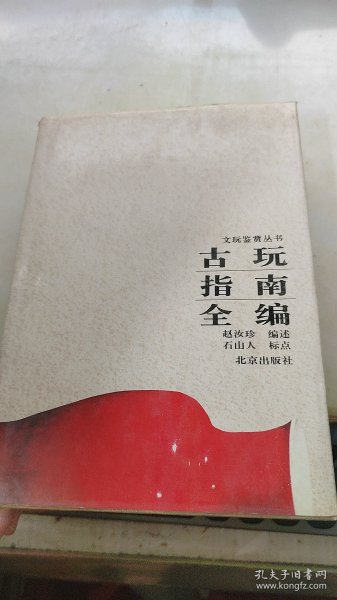 文玩鉴赏丛书
古玩
指南
全编
赵汝珍 编述
石山人 标点
北京出版社
孔夫子旧书网
www.kongfz.com